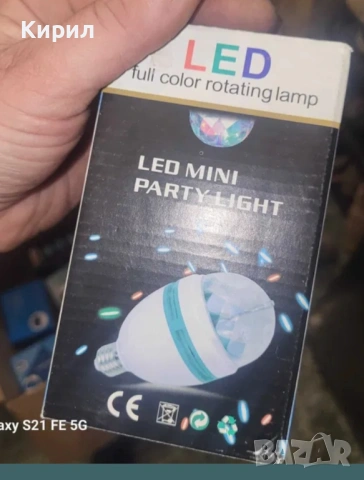 Кирил
LED
full color rotating lamp
LED MINI
PARTY LIGHT
CE
axy S21 FE 5G
bazar